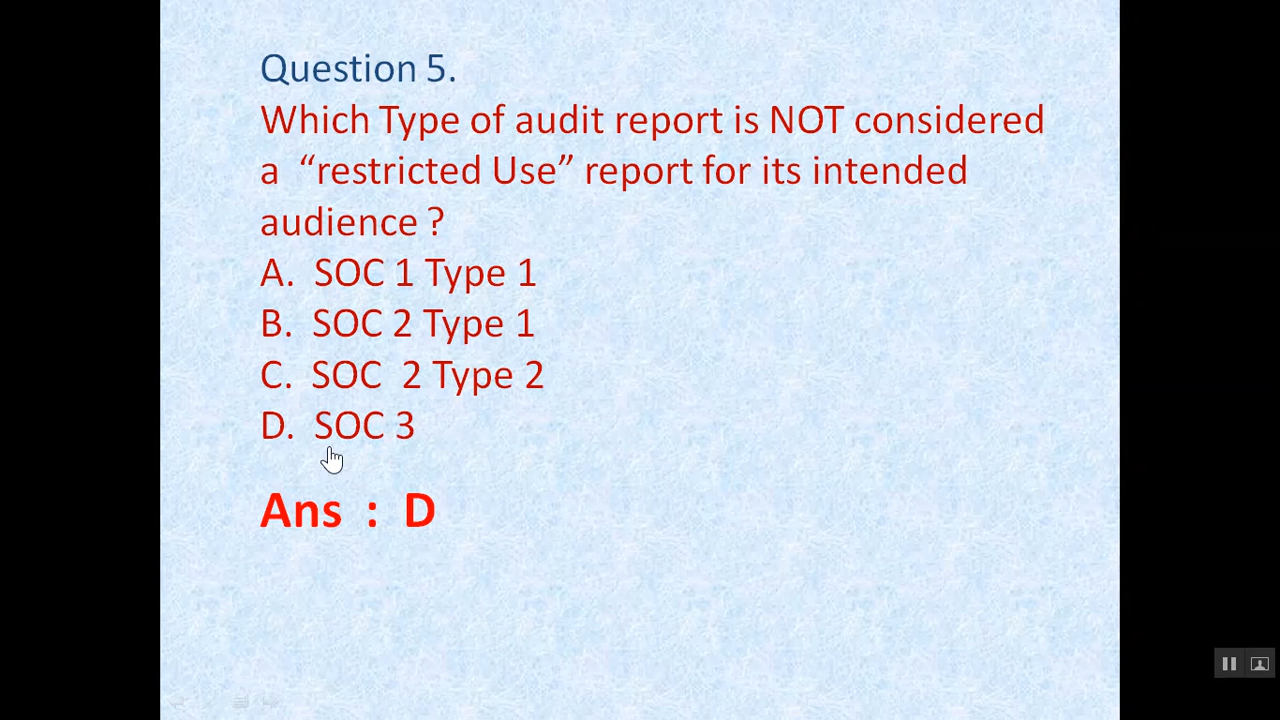 Question 5.
Which Type of audit report is NOT considered
a “restricted Use” report for its intended
audience ?
A. SOC 1 Type 1
B. SOC 2 Type 1
C. SOC 2 Type 2
D. SOC 3
Ans : D